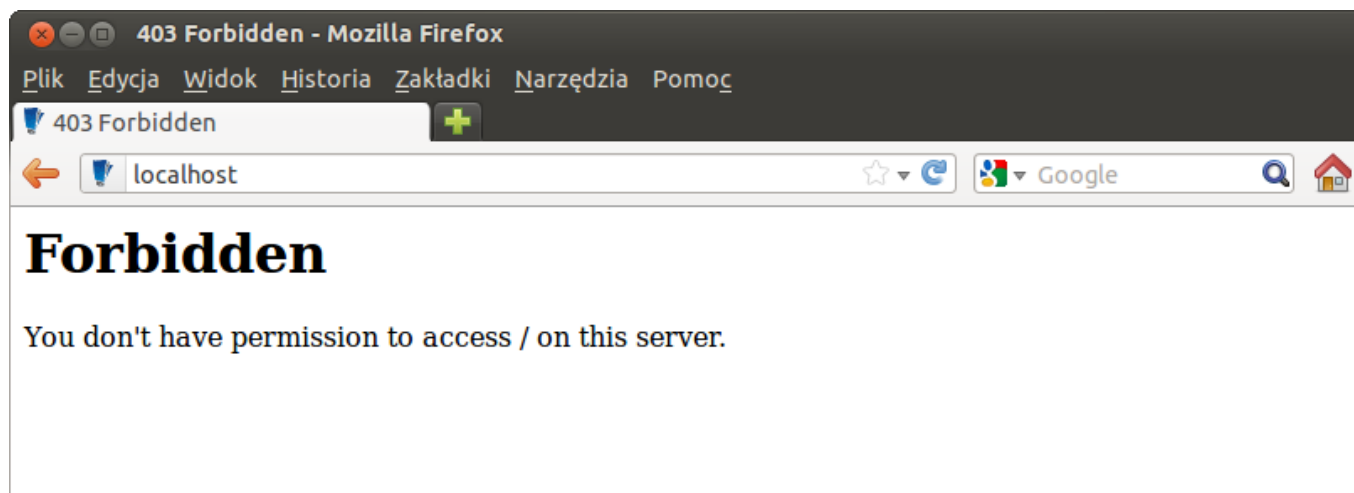 403 Forbidden - Mozilla Firefox
Plik Edycja Widok Historia Zakładki Narzędzia Pomoc
403 Forbidden
localhost Google
Forbidden
You don't have permission to access / on this server.